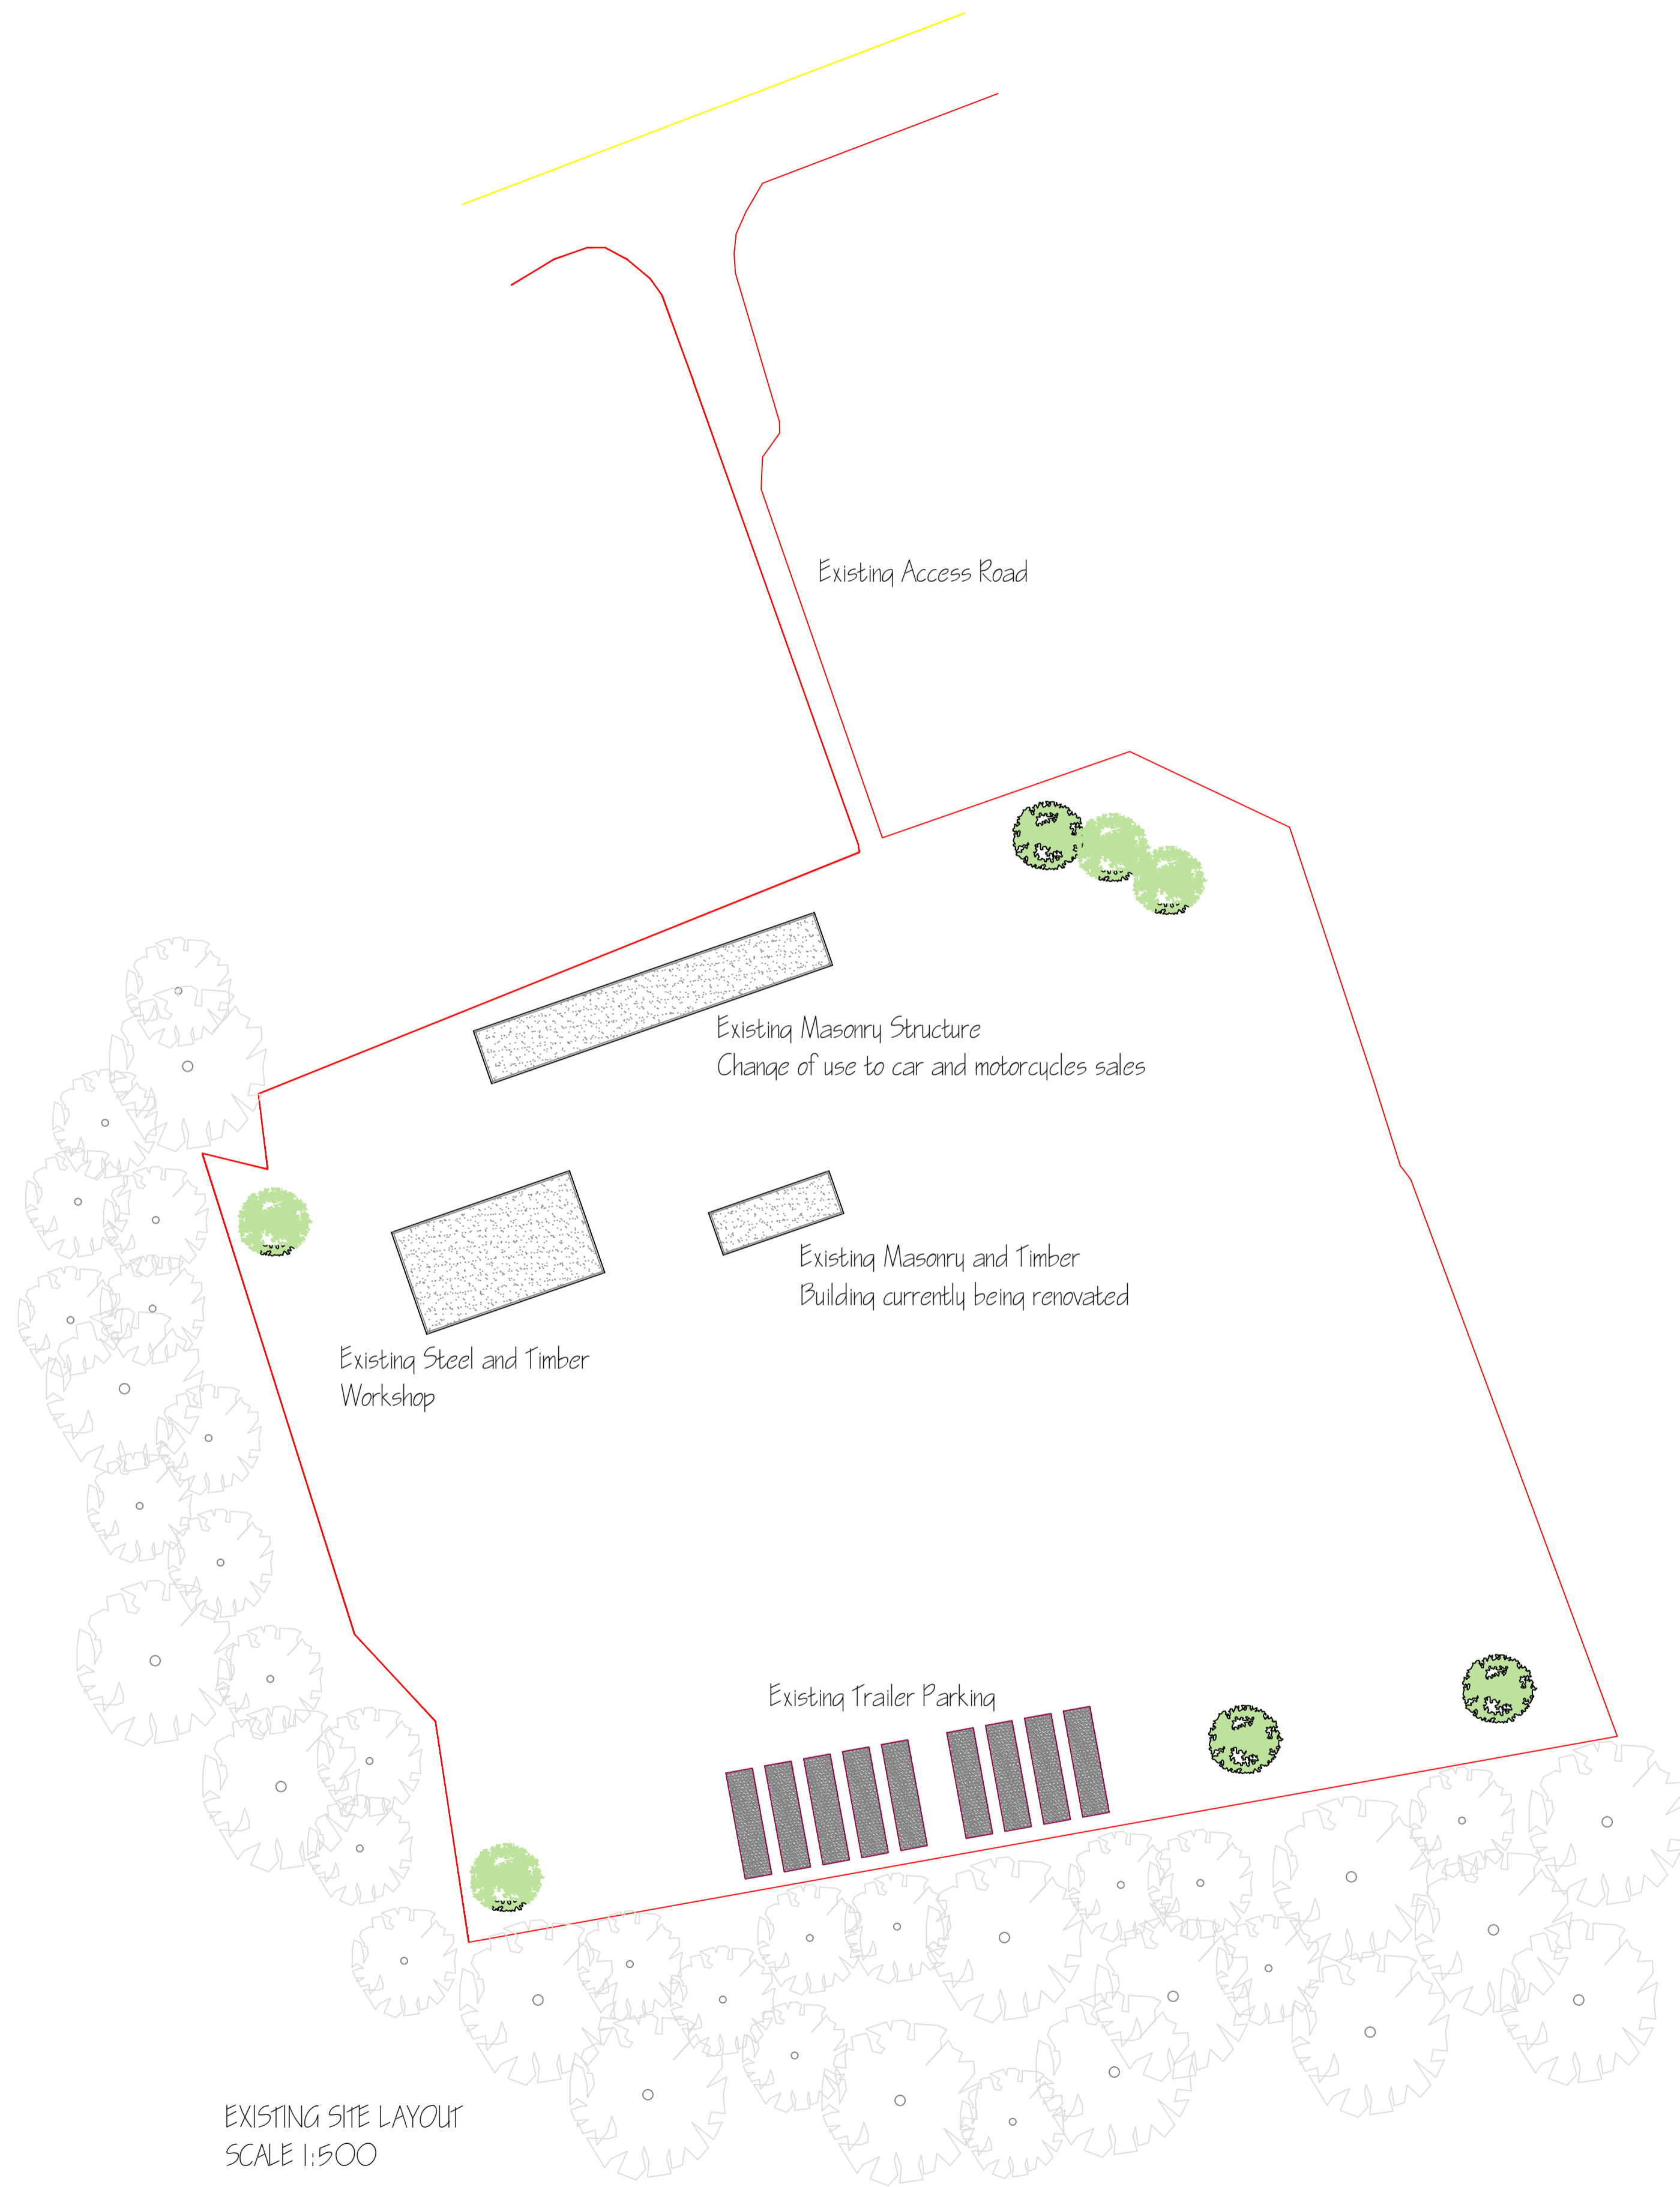 Existing Access Road
Existing Masonry Structure
Change of use to car and motorcycles sales
Existing Masonry and Timber
Building currently being renovated
Existing Steel and Timber
Workshop
Existing Trailer Parking
EXISTING SITE LAYOUT
SCALE 1:500